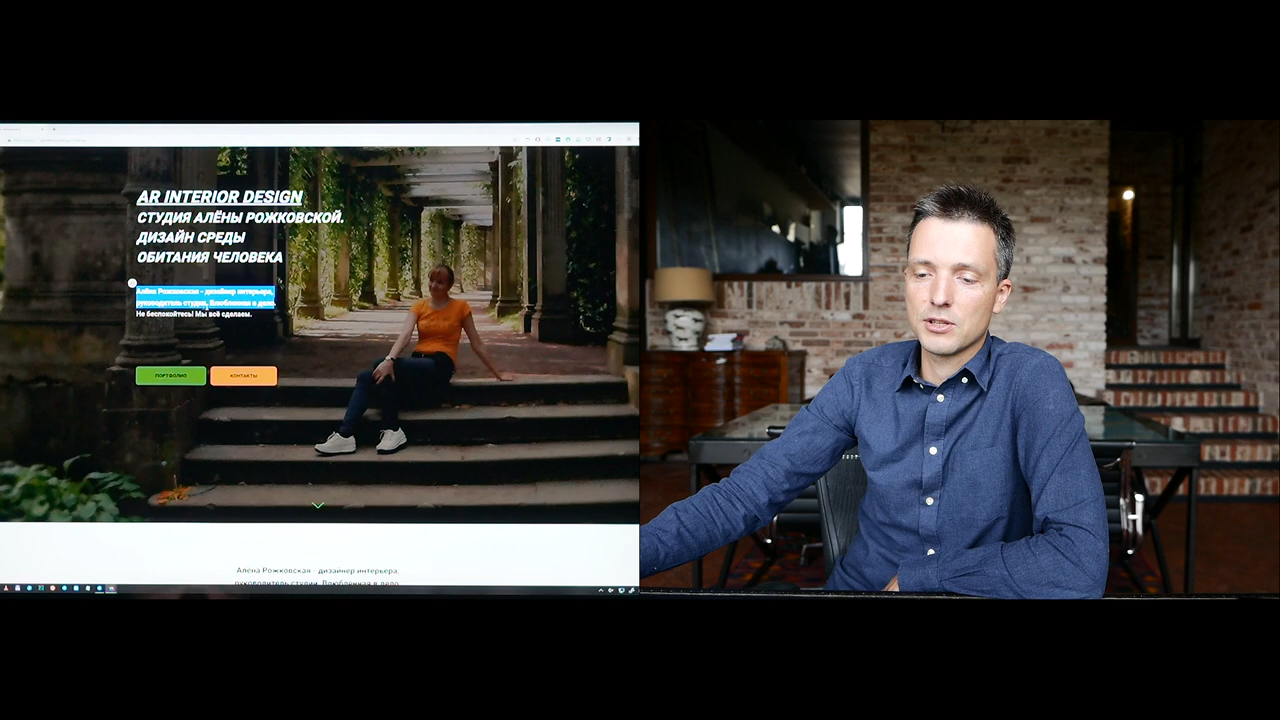 AR INTERIOR DESIGN
СТУДИЯ АЛЁНЫ РОЖКОВСКОЙ.
ДИЗАЙН СРЕДЫ
ОБИТАНИЯ ЧЕЛОВЕКА
Алёна Рожковская - дизайнер интерьера,
руководитель студии, Влюбленная в дело.
Не беспокойтесь! Мы всё сделаем.
ПОРТФОЛИО
КОНТАКТЫ
Алёна Рожковская - дизайнер интерьера,
руководитель студии. Влюбленная в дело